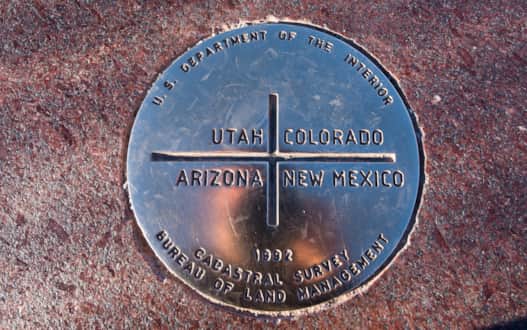 U. S. DEPARTMENT OF THE INTERIOR
UTAH COLORADO
ARIZONA NEW MEXICO
1992
CADASTRAL SURVEY
BUREAU OF LAND MANAGEMENT